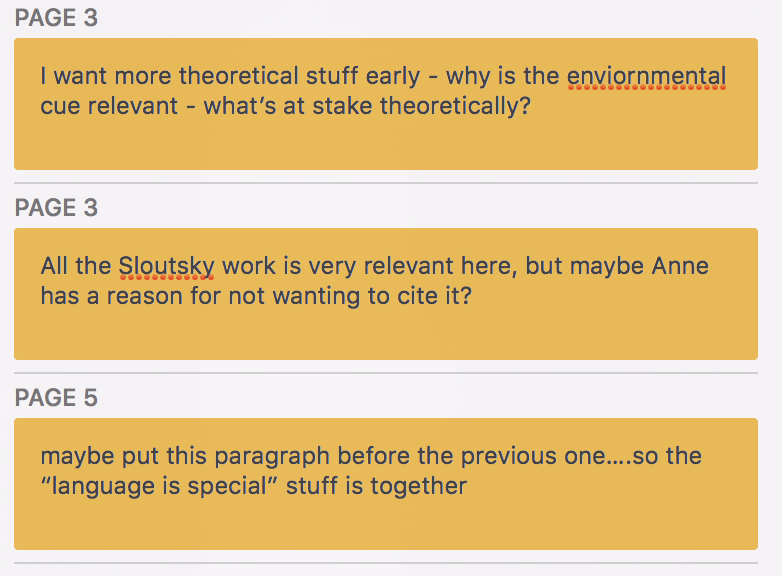 PAGE 3
I want more theoretical stuff early - why is the enviornmental
cue relevant - what's at stake theoretically?
PAGE 3
All the Sloutsky work is very relevant here, but maybe Anne
has a reason for not wanting to cite it?
PAGE 5
maybe put this paragraph before the previous one....so the
“language is special” stuff is together